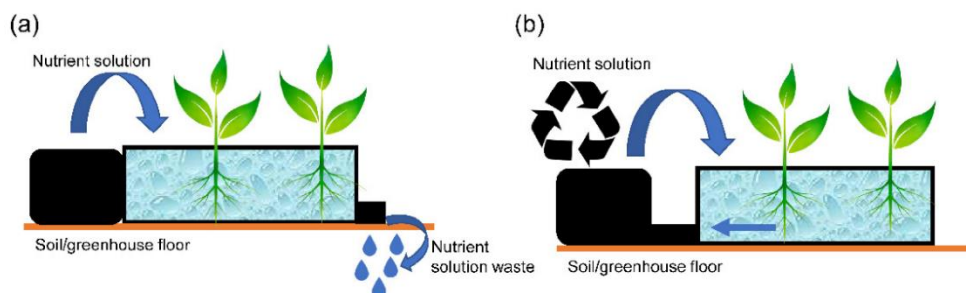 (a)
Nutrient solution
Soil/greenhouse floor
Nutrient
solution waste
(b)
Nutrient solution
Soil/greenhouse floor